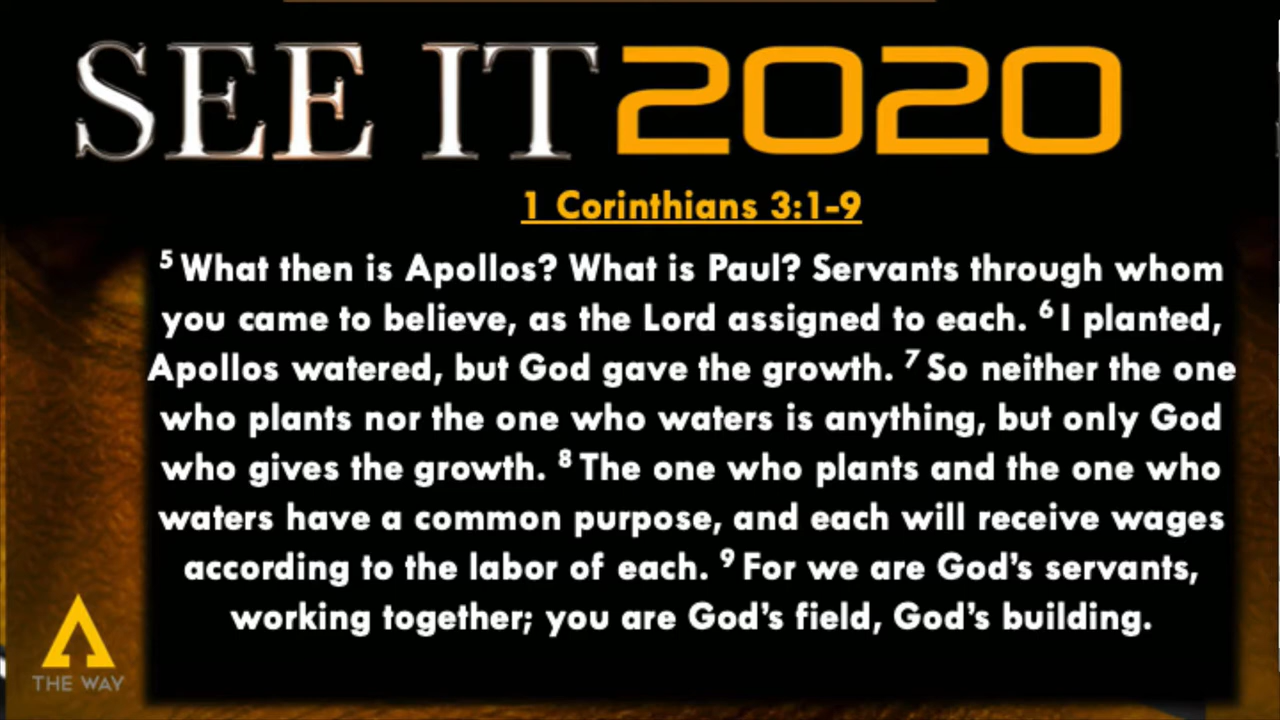 SEE IT 2020
1 Corinthians 3:1-9
5 What then is Apollos? What is Paul? Servants through whom
you came to believe, as the Lord assigned to each. 6 I planted,
Apollos watered, but God gave the growth. 7 So neither the one
who plants nor the one who waters is anything, but only God
who gives the growth. 8 The one who plants and the one who
waters have a common purpose, and each will receive wages
according to the labor of each. 9 For we are God’s servants,
working together; you are God’s field, God’s building.
THE WAY